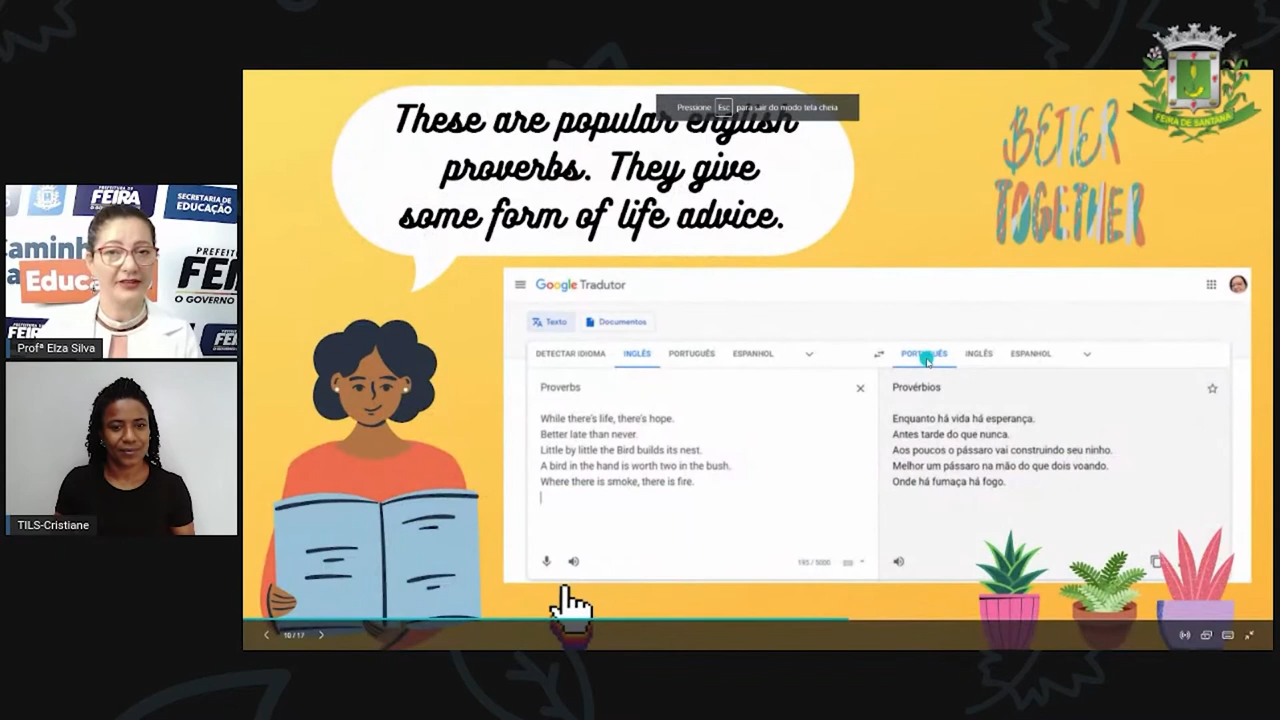 FEIRA DE SANTANA
These are popular english
proverbs. They give
some form of life advice.
Pressione Esc para sair do modo tela cheia
BETTER
TOGETHER
PREFEITURA DE
FEIRA
SECRETARIA DE
EDUCAÇÃO
Caminh
Educ
PREFEIT
FEI
O GOVERNO
FEIR
FEI
Profª Elza Silva
TILS-Cristiane
Google Tradutor
Texto
Documentos
DETECTAR IDIOMA INGLÊS PORTUGUÊS ESPANHOL
PORTUGUÊS INGLÊS ESPANHOL
Proverbs
While there's life, there's hope.
Better late than never.
Little by little the Bird builds its nest.
A bird in the hand is worth two in the bush.
Where there is smoke, there is fire.
195 / 5000
Provérbios
Enquanto há vida há esperança.
Antes tarde do que nunca.
Aos poucos o pássaro vai construindo seu ninho.
Melhor um pássaro na mão do que dois voando.
Onde há fumaça há fogo.
10 / 17